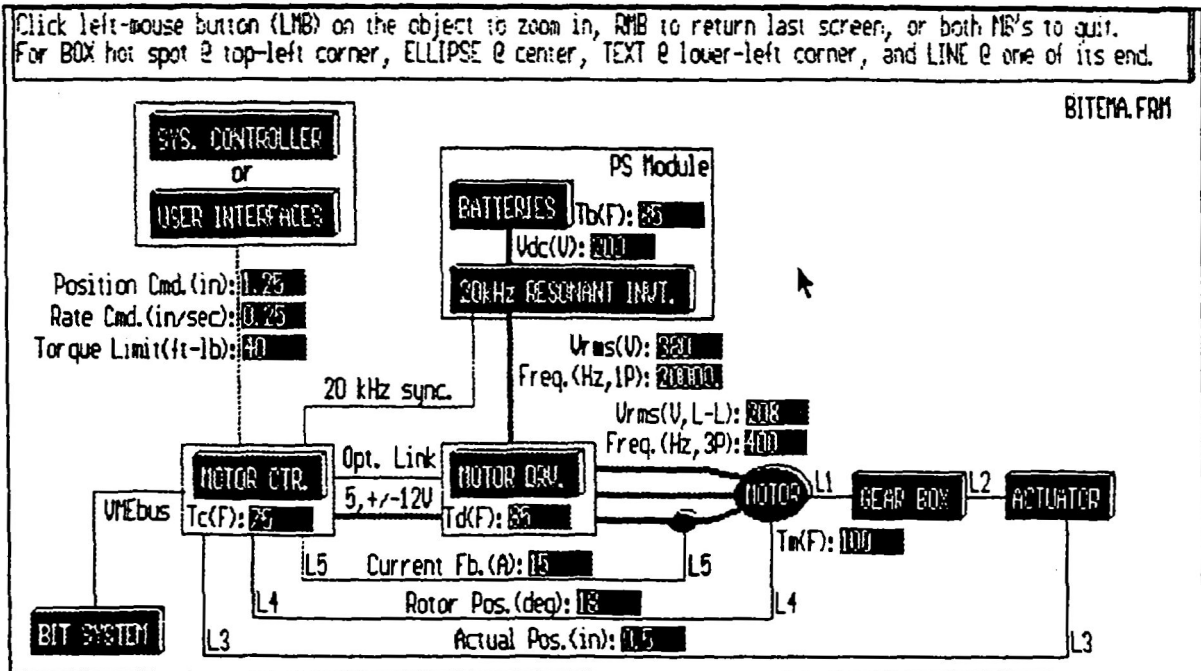 Click left-mouse button (LMB) on the object to zoom in, RMB to return last screen, or both MB's to quit.
For BOX hot spot @ top-left corner, ELLIPSE @ center, TEXT @ lower-left corner, and LINE @ one of its end.
BITEMA.FRM
SYS. CONTROLLER
or
USER INTERFACES
PS Module
BATTERIES
Tb(F):
Vdc(V):
20kHz RESONANT INVT.
Position Cmd.(in): 1.25
Rate Cmd.(in/sec): 0.25
Torque Limit(ft-lb): 40
Vrms(V):
Freq.(Hz,1P): 20000.
20 kHz sync.
Vrms(V,L-L): 208
Freq.(Hz,3P): 400
MOTOR CTR.
Opt. Link
MOTOR DRV.
MOTOR
L1
GEAR BOX
L2
ACTUATOR
VMEbus
Tc(F):
5,+/-12V
Td(F):
Tm(F): 100
L5
Current Fb.(A): 15
L5
L4
Rotor Pos.(deg): 18
L4
BIT SYSTEM
L3
Actual Pos.(in): 0.5
L3